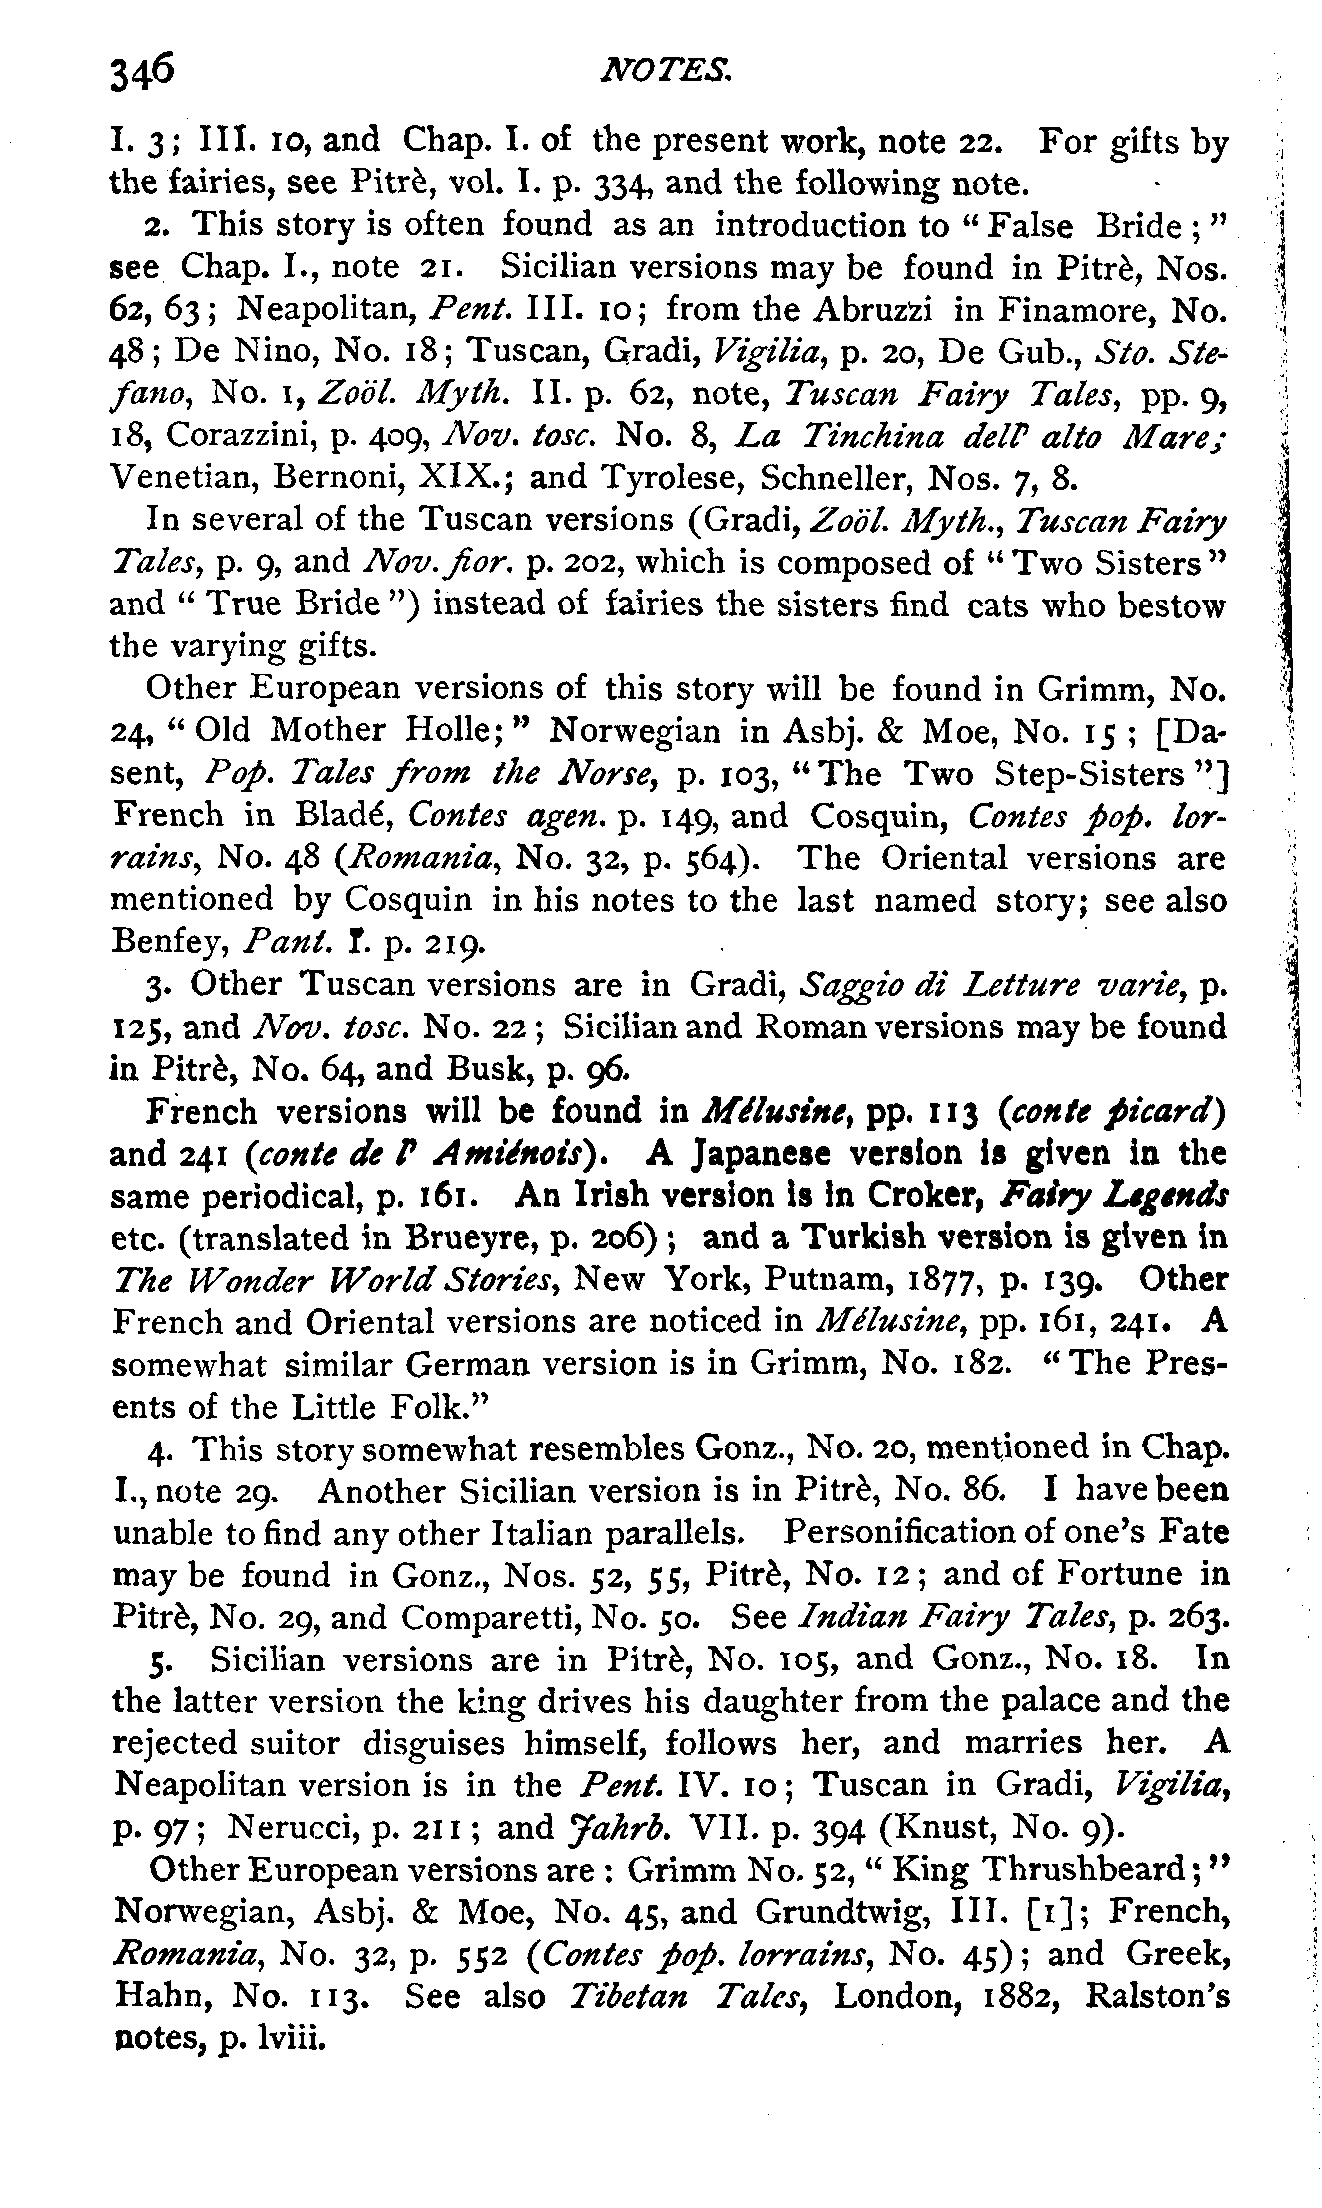 346 NOTES.
I. 3; III. 10, and Chap. I. of the present work, note 22. For gifts by
the fairies, see Pitrè, vol. I. p. 334, and the following note.
2. This story is often found as an introduction to "False Bride;"
see Chap. I., note 21. Sicilian versions may be found in Pitrè, Nos.
62, 63; Neapolitan, Pent. III. 10; from the Abruzzi in Finamore, No.
48; De Nino, No. 18; Tuscan, Gradi, Vigilia, p. 20, De Gub., Sto. Ste-
fano, No. 1, Zoöl. Myth. II. p. 62, note, Tuscan Fairy Tales, pp. 9,
18, Corazzini, p. 409, Nov. tosc. No. 8, La Tinchina dell' alto Mare;
Venetian, Bernoni, XIX.; and Tyrolese, Schneller, Nos. 7, 8.
In several of the Tuscan versions (Gradi, Zoöl. Myth., Tuscan Fairy
Tales, p. 9, and Nov. fior. p. 202, which is composed of "Two Sisters"
and "True Bride") instead of fairies the sisters find cats who bestow
the varying gifts.
Other European versions of this story will be found in Grimm, No.
24, "Old Mother Holle;" Norwegian in Asbj. & Moe, No. 15; [Da-
sent, Pop. Tales from the Norse, p. 103, "The Two Step-Sisters"]
French in Bladé, Contes agen. p. 149, and Cosquin, Contes pop. lor-
rains, No. 48 (Romania, No. 32, p. 564). The Oriental versions are
mentioned by Cosquin in his notes to the last named story; see also
Benfey, Pant. I. p. 219.
3. Other Tuscan versions are in Gradi, Saggio di Letture varie, p.
125, and Nov. tosc. No. 22; Sicilian and Roman versions may be found
in Pitrè, No. 64, and Busk, p. 96.
French versions will be found in Mélusine, pp. 113 (conte picard)
and 241 (conte de l' Amiénois). A Japanese version is given in the
same periodical, p. 161. An Irish version is in Croker, Fairy Legends
etc. (translated in Brueyre, p. 206); and a Turkish version is given in
The Wonder World Stories, New York, Putnam, 1877, p. 139. Other
French and Oriental versions are noticed in Mélusine, pp. 161, 241. A
somewhat similar German version is in Grimm, No. 182. "The Pres-
ents of the Little Folk."
4. This story somewhat resembles Gonz., No. 20, mentioned in Chap.
I., note 29. Another Sicilian version is in Pitrè, No. 86. I have been
unable to find any other Italian parallels. Personification of one's Fate
may be found in Gonz., Nos. 52, 55, Pitrè, No. 12; and of Fortune in
Pitrè, No. 29, and Comparetti, No. 50. See Indian Fairy Tales, p. 263.
5. Sicilian versions are in Pitrè, No. 105, and Gonz., No. 18. In
the latter version the king drives his daughter from the palace and the
rejected suitor disguises himself, follows her, and marries her. A
Neapolitan version is in the Pent. IV. 10; Tuscan in Gradi, Vigilia,
p. 97; Nerucci, p. 211; and Jahrb. VII. p. 394 (Knust, No. 9).
Other European versions are: Grimm No. 52, "King Thrushbeard;"
Norwegian, Asbj. & Moe, No. 45, and Grundtwig, III. [1]; French,
Romania, No. 32, p. 552 (Contes pop. lorrains, No. 45); and Greek,
Hahn, No. 113. See also Tibetan Tales, London, 1882, Ralston's
notes, p. lviii.